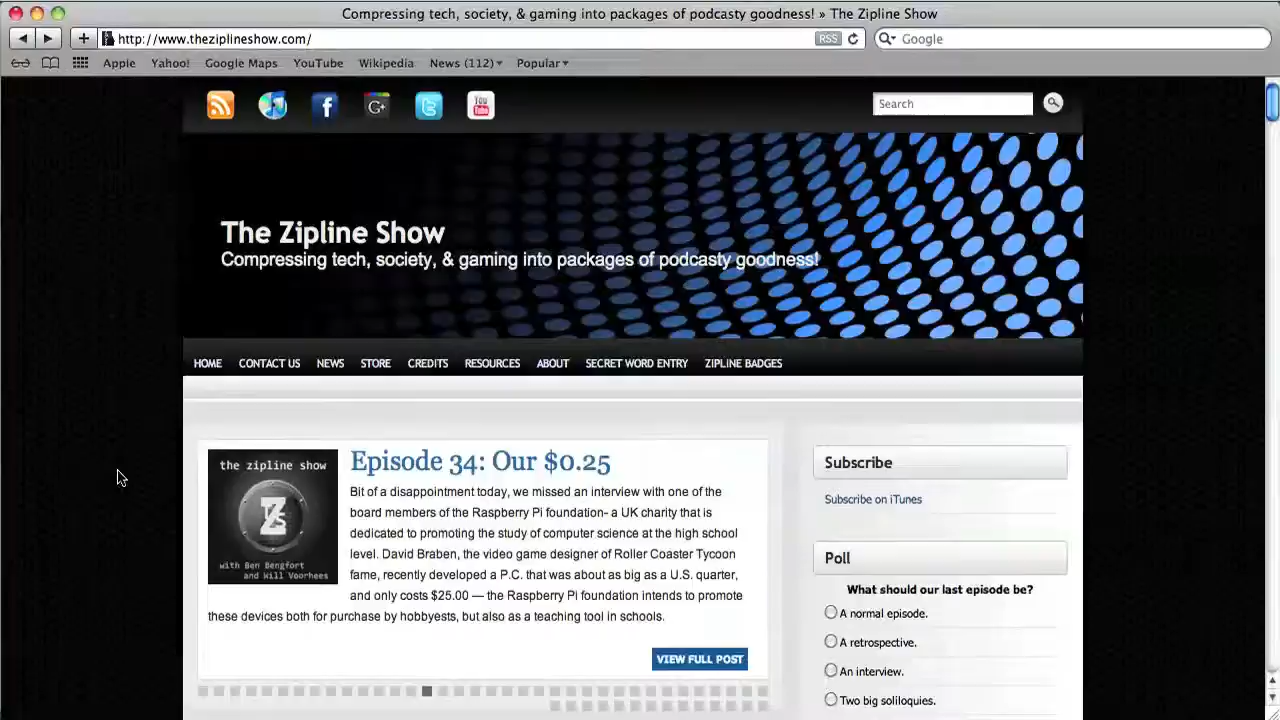 Compressing tech, society, & gaming into packages of podcasty goodness! » The Zipline Show
http://www.theziplineshow.com/
RSS
Google
Apple
Yahoo!
Google Maps
YouTube
Wikipedia
News (112)
Popular
G+
You Tube
Search
The Zipline Show
Compressing tech, society, & gaming into packages of podcasty goodness!
HOME
CONTACT US
NEWS
STORE
CREDITS
RESOURCES
ABOUT
SECRET WORD ENTRY
ZIPLINE BADGES
the zipline show
with Ben Bengfort
and Will Voorhees
Episode 34: Our $0.25
Bit of a disappointment today, we missed an interview with one of the
board members of the Raspberry Pi foundation- a UK charity that is
dedicated to promoting the study of computer science at the high school
level. David Braben, the video game designer of Roller Coaster Tycoon
fame, recently developed a P.C. that was about as big as a U.S. quarter,
and only costs $25.00 — the Raspberry Pi foundation intends to promote
these devices both for purchase by hobbyests, but also as a teaching tool in schools.
VIEW FULL POST
Subscribe
Subscribe on iTunes
Poll
What should our last episode be?
A normal episode.
A retrospective.
An interview.
Two big soliloquies.